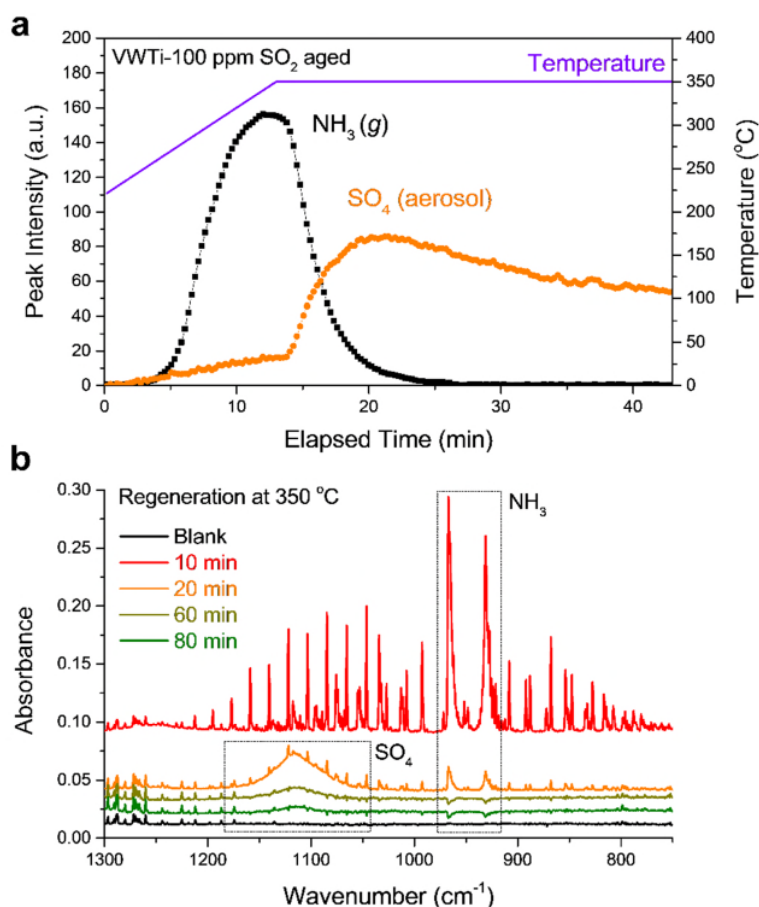 a
VWTi-100 ppm SO2 aged
Temperature
NH3 (g)
SO4 (aerosol)
Peak Intensity (a.u.)
200
180
160
140
120
100
80
60
40
20
0
Temperature (°C)
400
350
300
250
200
150
100
50
0
0 10 20 30 40
Elapsed Time (min)
b
Regeneration at 350 °C
Blank
10 min
20 min
60 min
80 min
NH3
SO4
Absorbance
0.30
0.25
0.20
0.15
0.10
0.05
0.00
1300 1200 1100 1000 900 800
Wavenumber (cm-1)